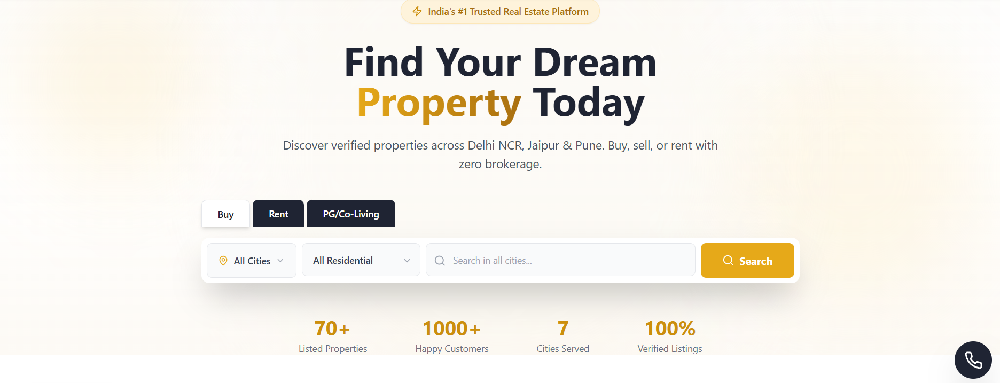 India's #1 Trusted Real Estate Platform
Find Your Dream
Property Today
Discover verified properties across Delhi NCR, Jaipur & Pune. Buy, sell, or rent with
zero brokerage.
Buy
Rent
PG/Co-Living
All Cities
All Residential
Search in all cities...
Search
70+
Listed Properties
1000+
Happy Customers
7
Cities Served
100%
Verified Listings